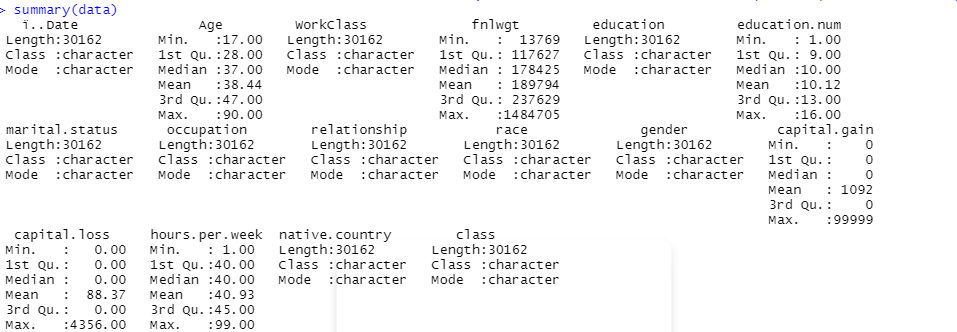 > summary(data)
ï..Date Age WorkClass fnlwgt education education.num
Length:30162 Min. :17.00 Length:30162 Min. : 13769 Length:30162 Min. : 1.00
Class :character 1st Qu.:28.00 Class :character 1st Qu.: 117627 Class :character 1st Qu.: 9.00
Mode :character Median :37.00 Mode :character Median : 178425 Mode :character Median :10.00
Mean :38.44 Mean : 189794 Mean :10.12
3rd Qu.:47.00 3rd Qu.: 237629 3rd Qu.:13.00
Max. :90.00 Max. :1484705 Max. :16.00
marital.status occupation relationship race gender capital.gain
Length:30162 Length:30162 Length:30162 Length:30162 Length:30162 Min. : 0
Class :character Class :character Class :character Class :character Class :character 1st Qu.: 0
Mode :character Mode :character Mode :character Mode :character Mode :character Median : 0
Mean : 1092
3rd Qu.: 0
Max. :99999
capital.loss hours.per.week native.country class
Min. : 0.00 Min. : 1.00 Length:30162 Length:30162
1st Qu.: 0.00 1st Qu.:40.00 Class :character Class :character
Median : 0.00 Median :40.00 Mode :character Mode :character
Mean : 88.37 Mean :40.93
3rd Qu.: 0.00 3rd Qu.:45.00
Max. :4356.00 Max. :99.00